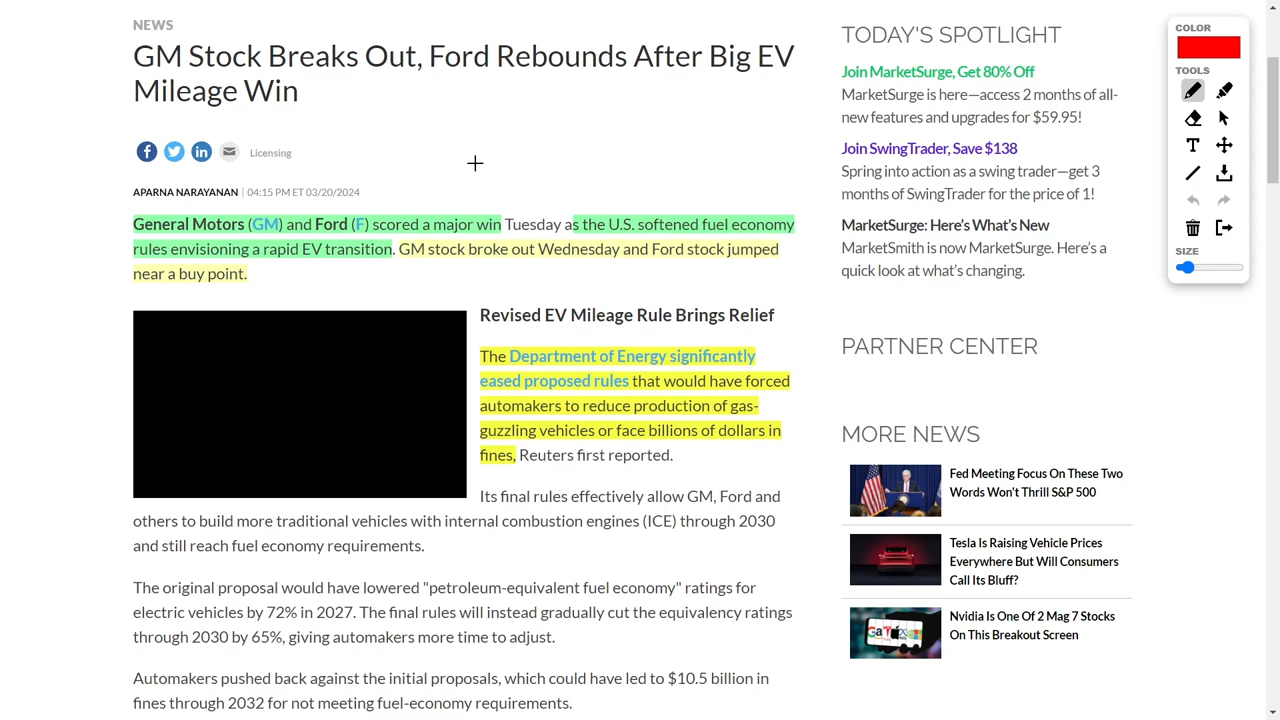 NEWS
GM Stock Breaks Out, Ford Rebounds After Big EV
Mileage Win
Licensing
APARNA NARAYANAN | 04:15 PM ET 03/20/2024
General Motors (GM) and Ford (F) scored a major win Tuesday as the U.S. softened fuel economy
rules envisioning a rapid EV transition. GM stock broke out Wednesday and Ford stock jumped
near a buy point.
Revised EV Mileage Rule Brings Relief
The Department of Energy significantly
eased proposed rules that would have forced
automakers to reduce production of gas-
guzzling vehicles or face billions of dollars in
fines, Reuters first reported.
Its final rules effectively allow GM, Ford and
others to build more traditional vehicles with internal combustion engines (ICE) through 2030
and still reach fuel economy requirements.
The original proposal would have lowered "petroleum-equivalent fuel economy" ratings for
electric vehicles by 72% in 2027. The final rules will instead gradually cut the equivalency ratings
through 2030 by 65%, giving automakers more time to adjust.
Automakers pushed back against the initial proposals, which could have led to $10.5 billion in
fines through 2032 for not meeting fuel-economy requirements.
TODAY'S SPOTLIGHT
Join MarketSurge, Get 80% Off
MarketSurge is here—access 2 months of all-
new features and upgrades for $59.95!
Join SwingTrader, Save $138
Spring into action as a swing trader—get 3
months of SwingTrader for the price of 1!
MarketSurge: Here's What's New
MarketSmith is now MarketSurge. Here's a
quick look at what's changing.
PARTNER CENTER
MORE NEWS
Fed Meeting Focus On These Two
Words Won't Thrill S&P 500
Tesla Is Raising Vehicle Prices
Everywhere But Will Consumers
Call Its Bluff?
Nvidia Is One Of 2 Mag 7 Stocks
On This Breakout Screen
COLOR
TOOLS
SIZE